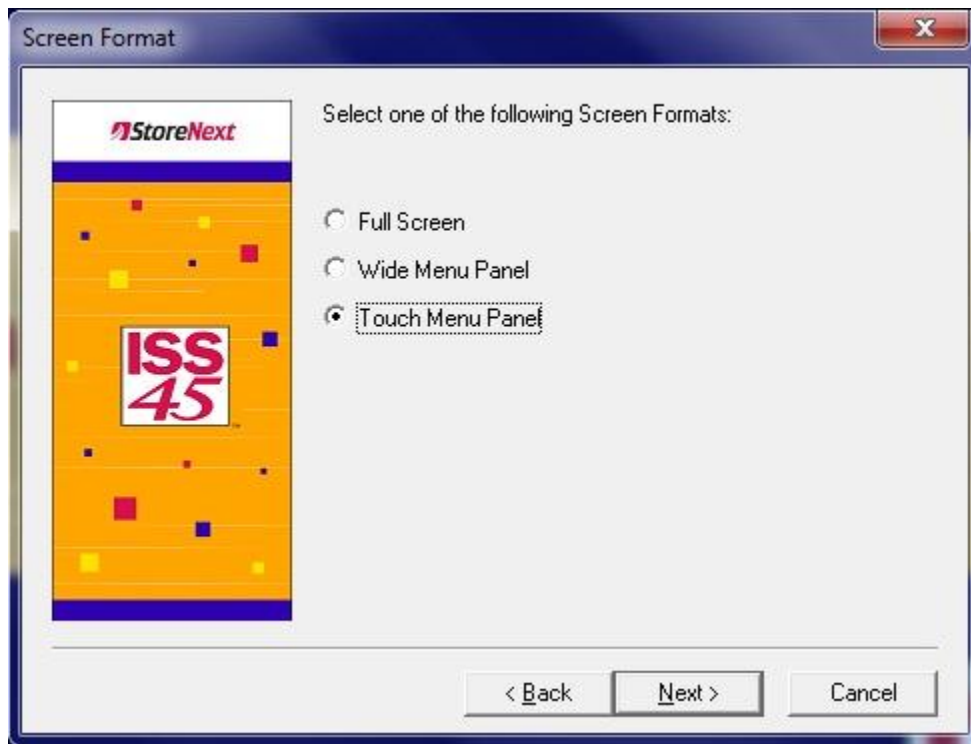 Screen Format
StoreNext
Select one of the following Screen Formats:
Full Screen
Wide Menu Panel
Touch Menu Panel
ISS
45
< Back
Next >
Cancel